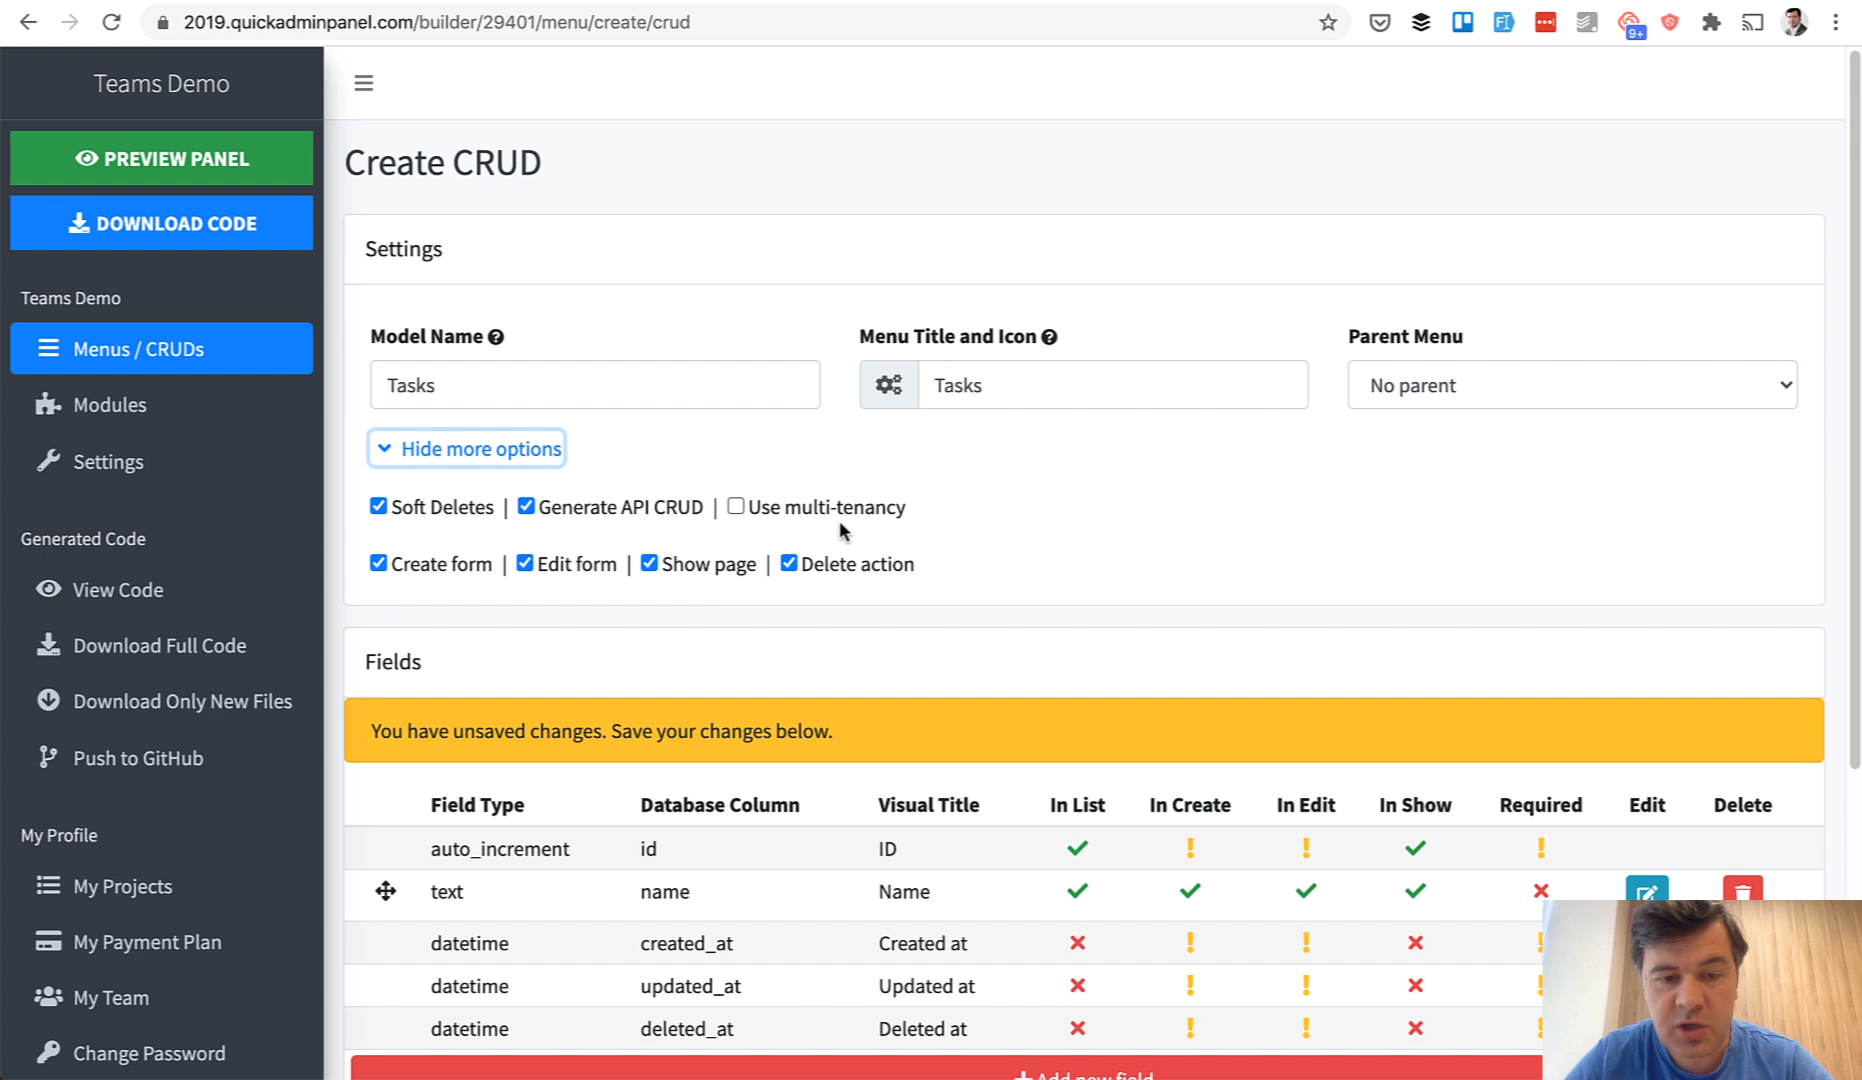 2019.quickadminpanel.com/builder/29401/menu/create/crud
9+
Teams Demo
PREVIEW PANEL
DOWNLOAD CODE
Teams Demo
Menus / CRUDs
Modules
Settings
Generated Code
View Code
Download Full Code
Download Only New Files
Push to GitHub
My Profile
My Projects
My Payment Plan
My Team
Change Password
Create CRUD
Settings
Model Name
Menu Title and Icon
Parent Menu
Tasks
Tasks
No parent
Hide more options
Soft Deletes | Generate API CRUD | Use multi-tenancy
Create form | Edit form | Show page | Delete action
Fields
You have unsaved changes. Save your changes below.
Field Type Database Column Visual Title In List In Create In Edit In Show Required Edit Delete
auto_increment id ID
text name Name
datetime created_at Created at
datetime updated_at Updated at
datetime deleted_at Deleted at
+ Add new field